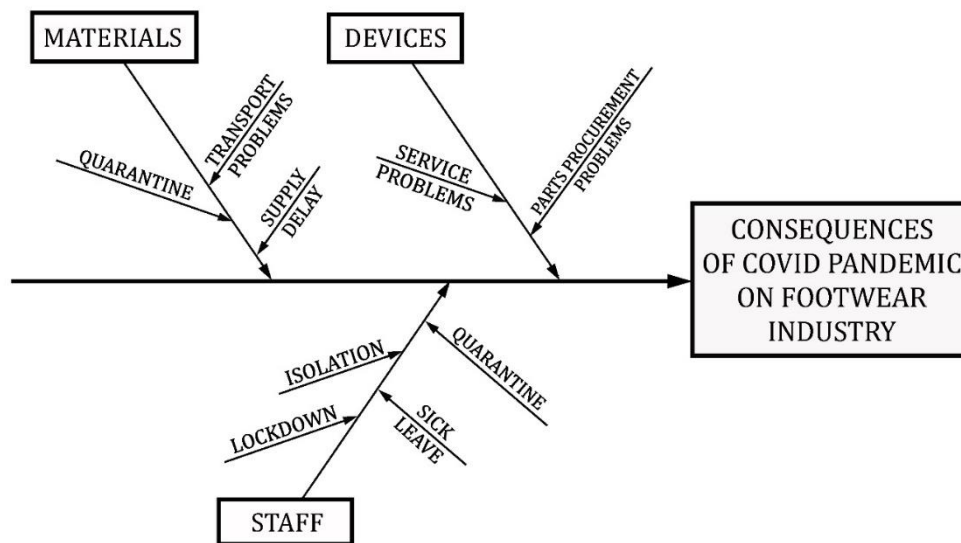 MATERIALS
DEVICES
TRANSPORT
PROBLEMS
QUARANTINE
SUPPLY
DELAY
SERVICE
PROBLEMS
PARTS PROCUREMENT
PROBLEMS
CONSEQUENCES
OF COVID PANDEMIC
ON FOOTWEAR
INDUSTRY
ISOLATION
QUARANTINE
LOCKDOWN
SICK
LEAVE
STAFF